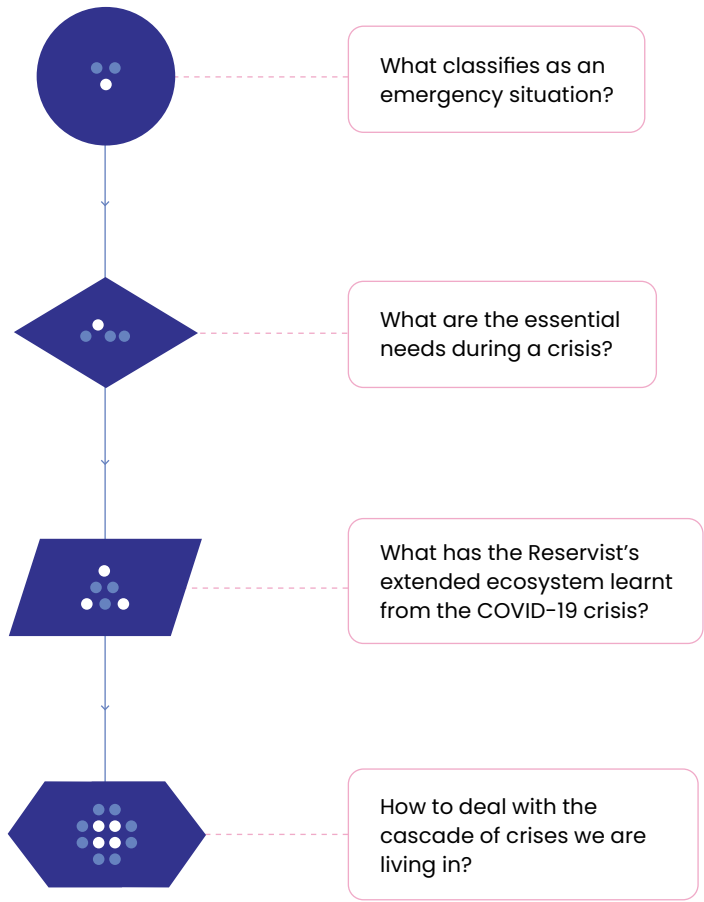 What classifies as an
emergency situation?
What are the essential
needs during a crisis?
What has the Reservist’s
extended ecosystem learnt
from the COVID-19 crisis?
How to deal with the
cascade of crises we are
living in?